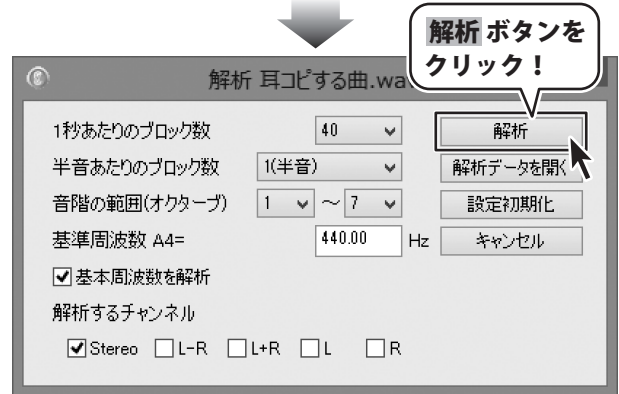 解析 ボタンを
クリック！
解析 耳コピする曲.wa
1秒あたりのブロック数 40 解析
半音あたりのブロック数 1(半音) 解析データを開く
音階の範囲(オクターブ) 1 ～ 7 設定初期化
基準周波数 A4= 440.00 Hz キャンセル
基本周波数を解析
解析するチャンネル
Stereo L-R L+R L R